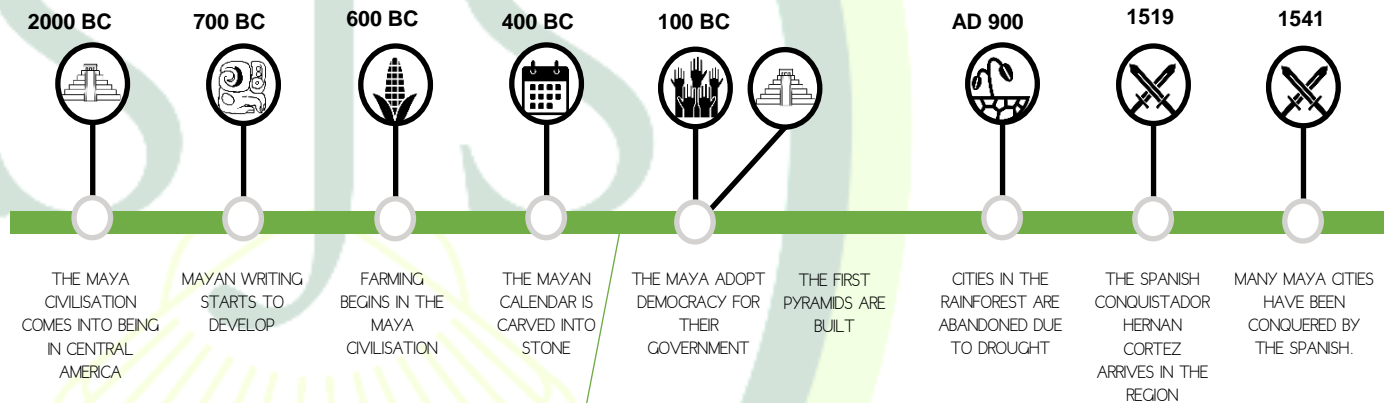 2000 BC
700 BC
600 BC
400 BC
100 BC
AD 900
1519
1541
THE MAYA
CIVILISATION
COMES INTO BEING
IN CENTRAL
AMERICA
MAYAN WRITING
STARTS TO
DEVELOP
FARMING
BEGINS IN THE
MAYA
CIVILISATION
THE MAYAN
CALENDAR IS
CARVED INTO
STONE
THE MAYA ADOPT
DEMOCRACY FOR
THEIR
GOVERNMENT
THE FIRST
PYRAMIDS ARE
BUILT
CITIES IN THE
RAINFOREST ARE
ABANDONED DUE
TO DROUGHT
THE SPANISH
CONQUISTADOR
HERNAN
CORTEZ
ARRIVES IN THE
REGION
MANY MAYA CITIES
HAVE BEEN
CONQUERED BY
THE SPANISH.